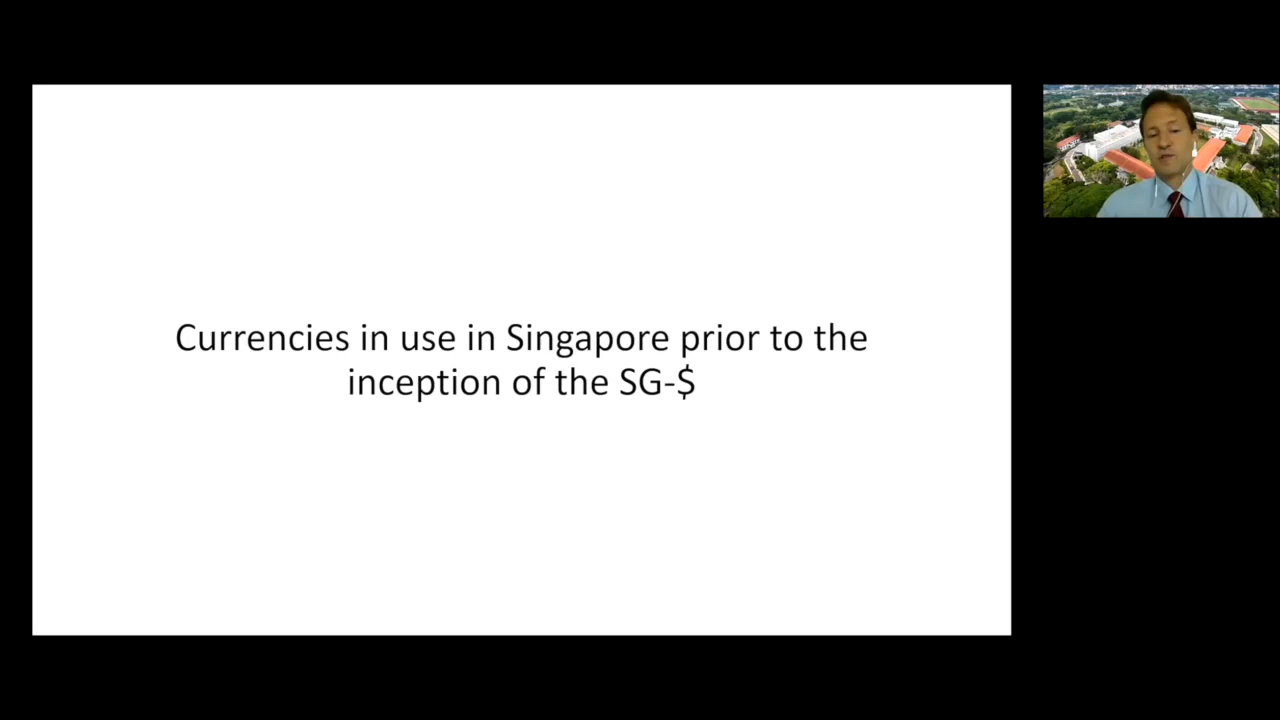 Currencies in use in Singapore prior to the
inception of the SG-$